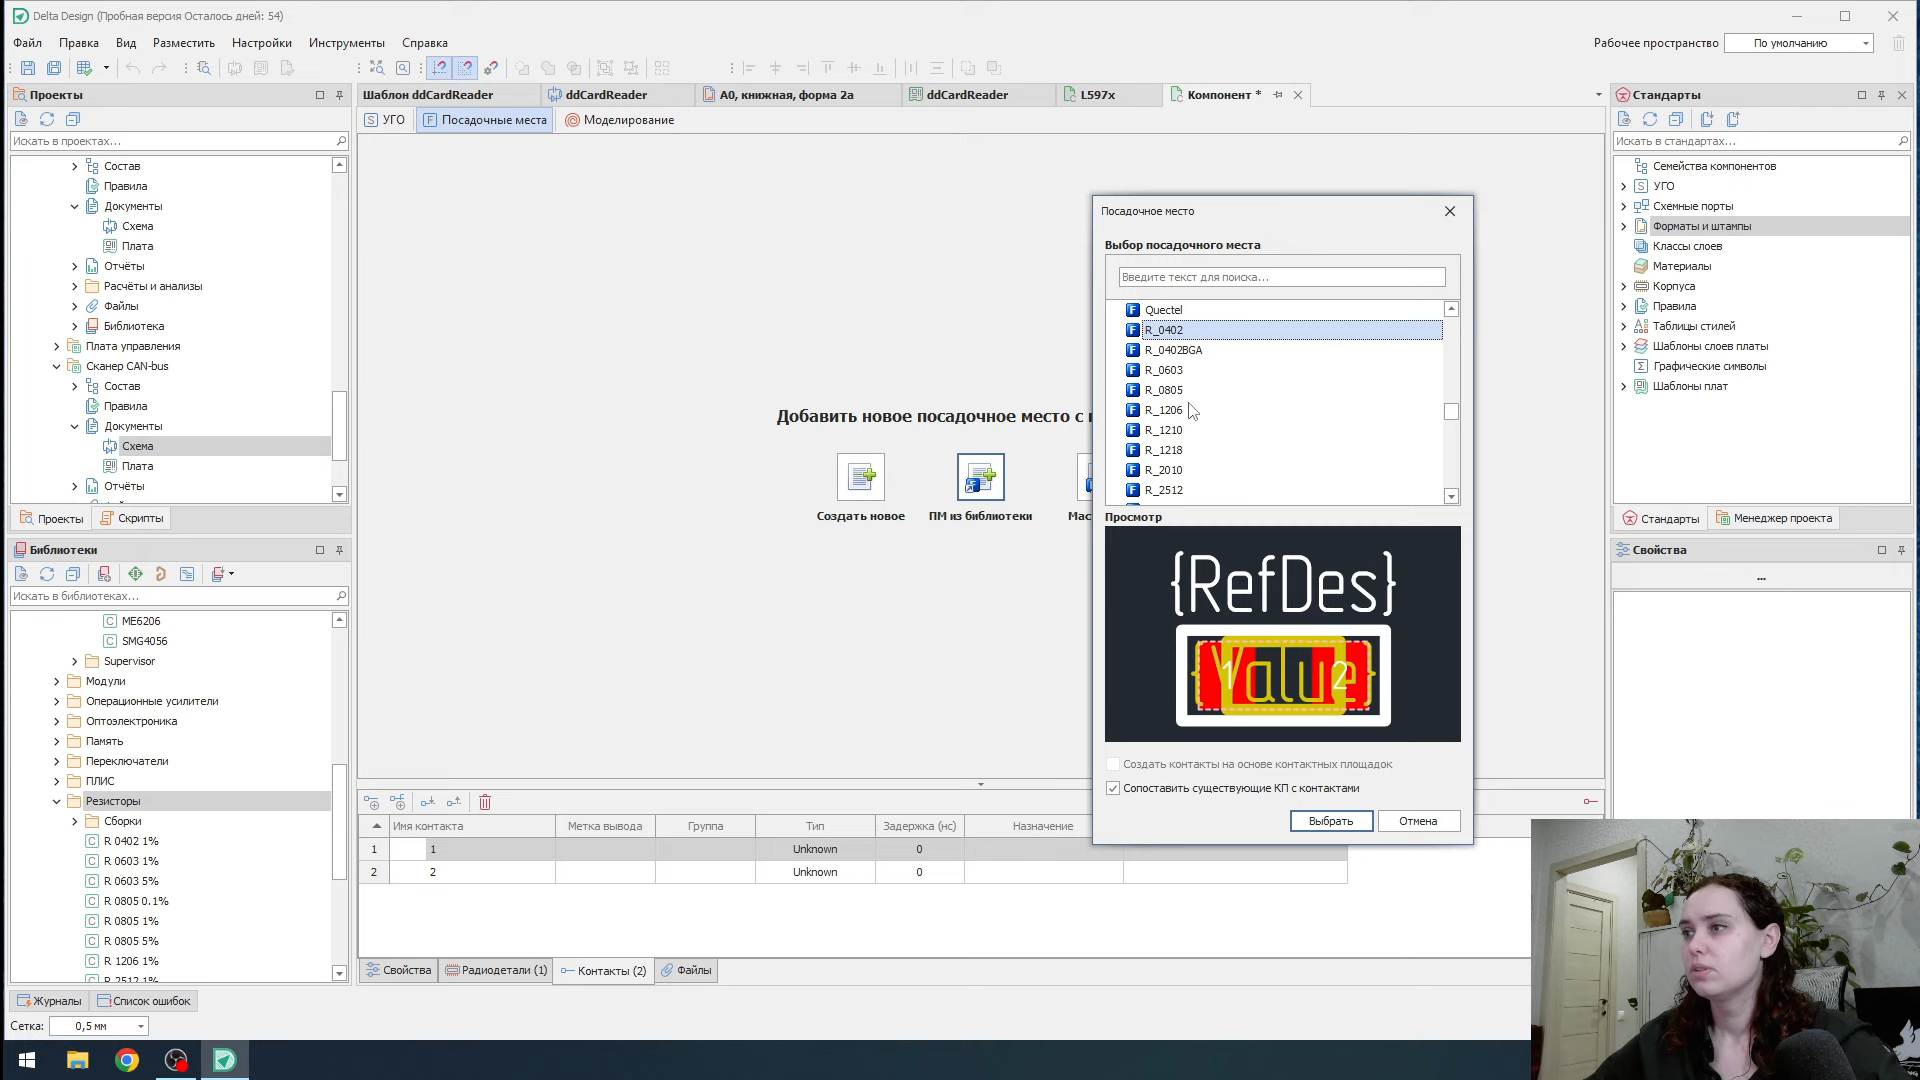 Delta Design (Пробная версия Осталось дней: 54)
Файл Правка Вид Разместить Настройки Инструменты Справка
Рабочее пространство По умолчанию
Проекты
Искать в проектах...
Состав
Правила
Документы
Схема
Плата
Отчёты
Расчёты и анализы
Файлы
Библиотека
Плата управления
Сканер CAN-bus
Состав
Правила
Документы
Схема
Плата
Отчёты
Проекты Скрипты
Библиотеки
Искать в библиотеках...
ME6206
SMG4056
Supervisor
Модули
Операционные усилители
Оптоэлектроника
Память
Переключатели
ПЛИС
Резисторы
Сборки
R 0402 1%
R 0603 1%
R 0603 5%
R 0805 0.1%
R 0805 1%
R 0805 5%
R 1206 1%
R 2512 1%
Журналы Список ошибок
Сетка: 0,5 мм
Шаблон ddCardReader ddCardReader А0, книжная, форма 2а ddCardReader L597x Компонент *
S УГО F Посадочные места Моделирование
Добавить новое посадочное место с
Создать новое ПМ из библиотеки Мас
Имя контакта Метка вывода Группа Тип Задержка (нс) Назначение
1 1 Unknown 0
2 2 Unknown 0
Свойства Радиодетали (1) Контакты (2) Файлы
Посадочное место
Выбор посадочного места
Введите текст для поиска...
F Quectel
F R_0402
F R_0402BGA
F R_0603
F R_0805
F R_1206
F R_1210
F R_1218
F R_2010
F R_2512
Просмотр
{RefDes}
{Value}
1 2
Создать контакты на основе контактных площадок
Сопоставить существующие КП с контактами
Выбрать Отмена
Стандарты
Искать в стандартах...
Семейства компонентов
S УГО
Схемные порты
Форматы и штампы
Классы слоев
Материалы
Корпуса
Правила
Таблицы стилей
Шаблоны слоев платы
Графические символы
Шаблоны плат
Стандарты Менеджер проекта
Свойства
...